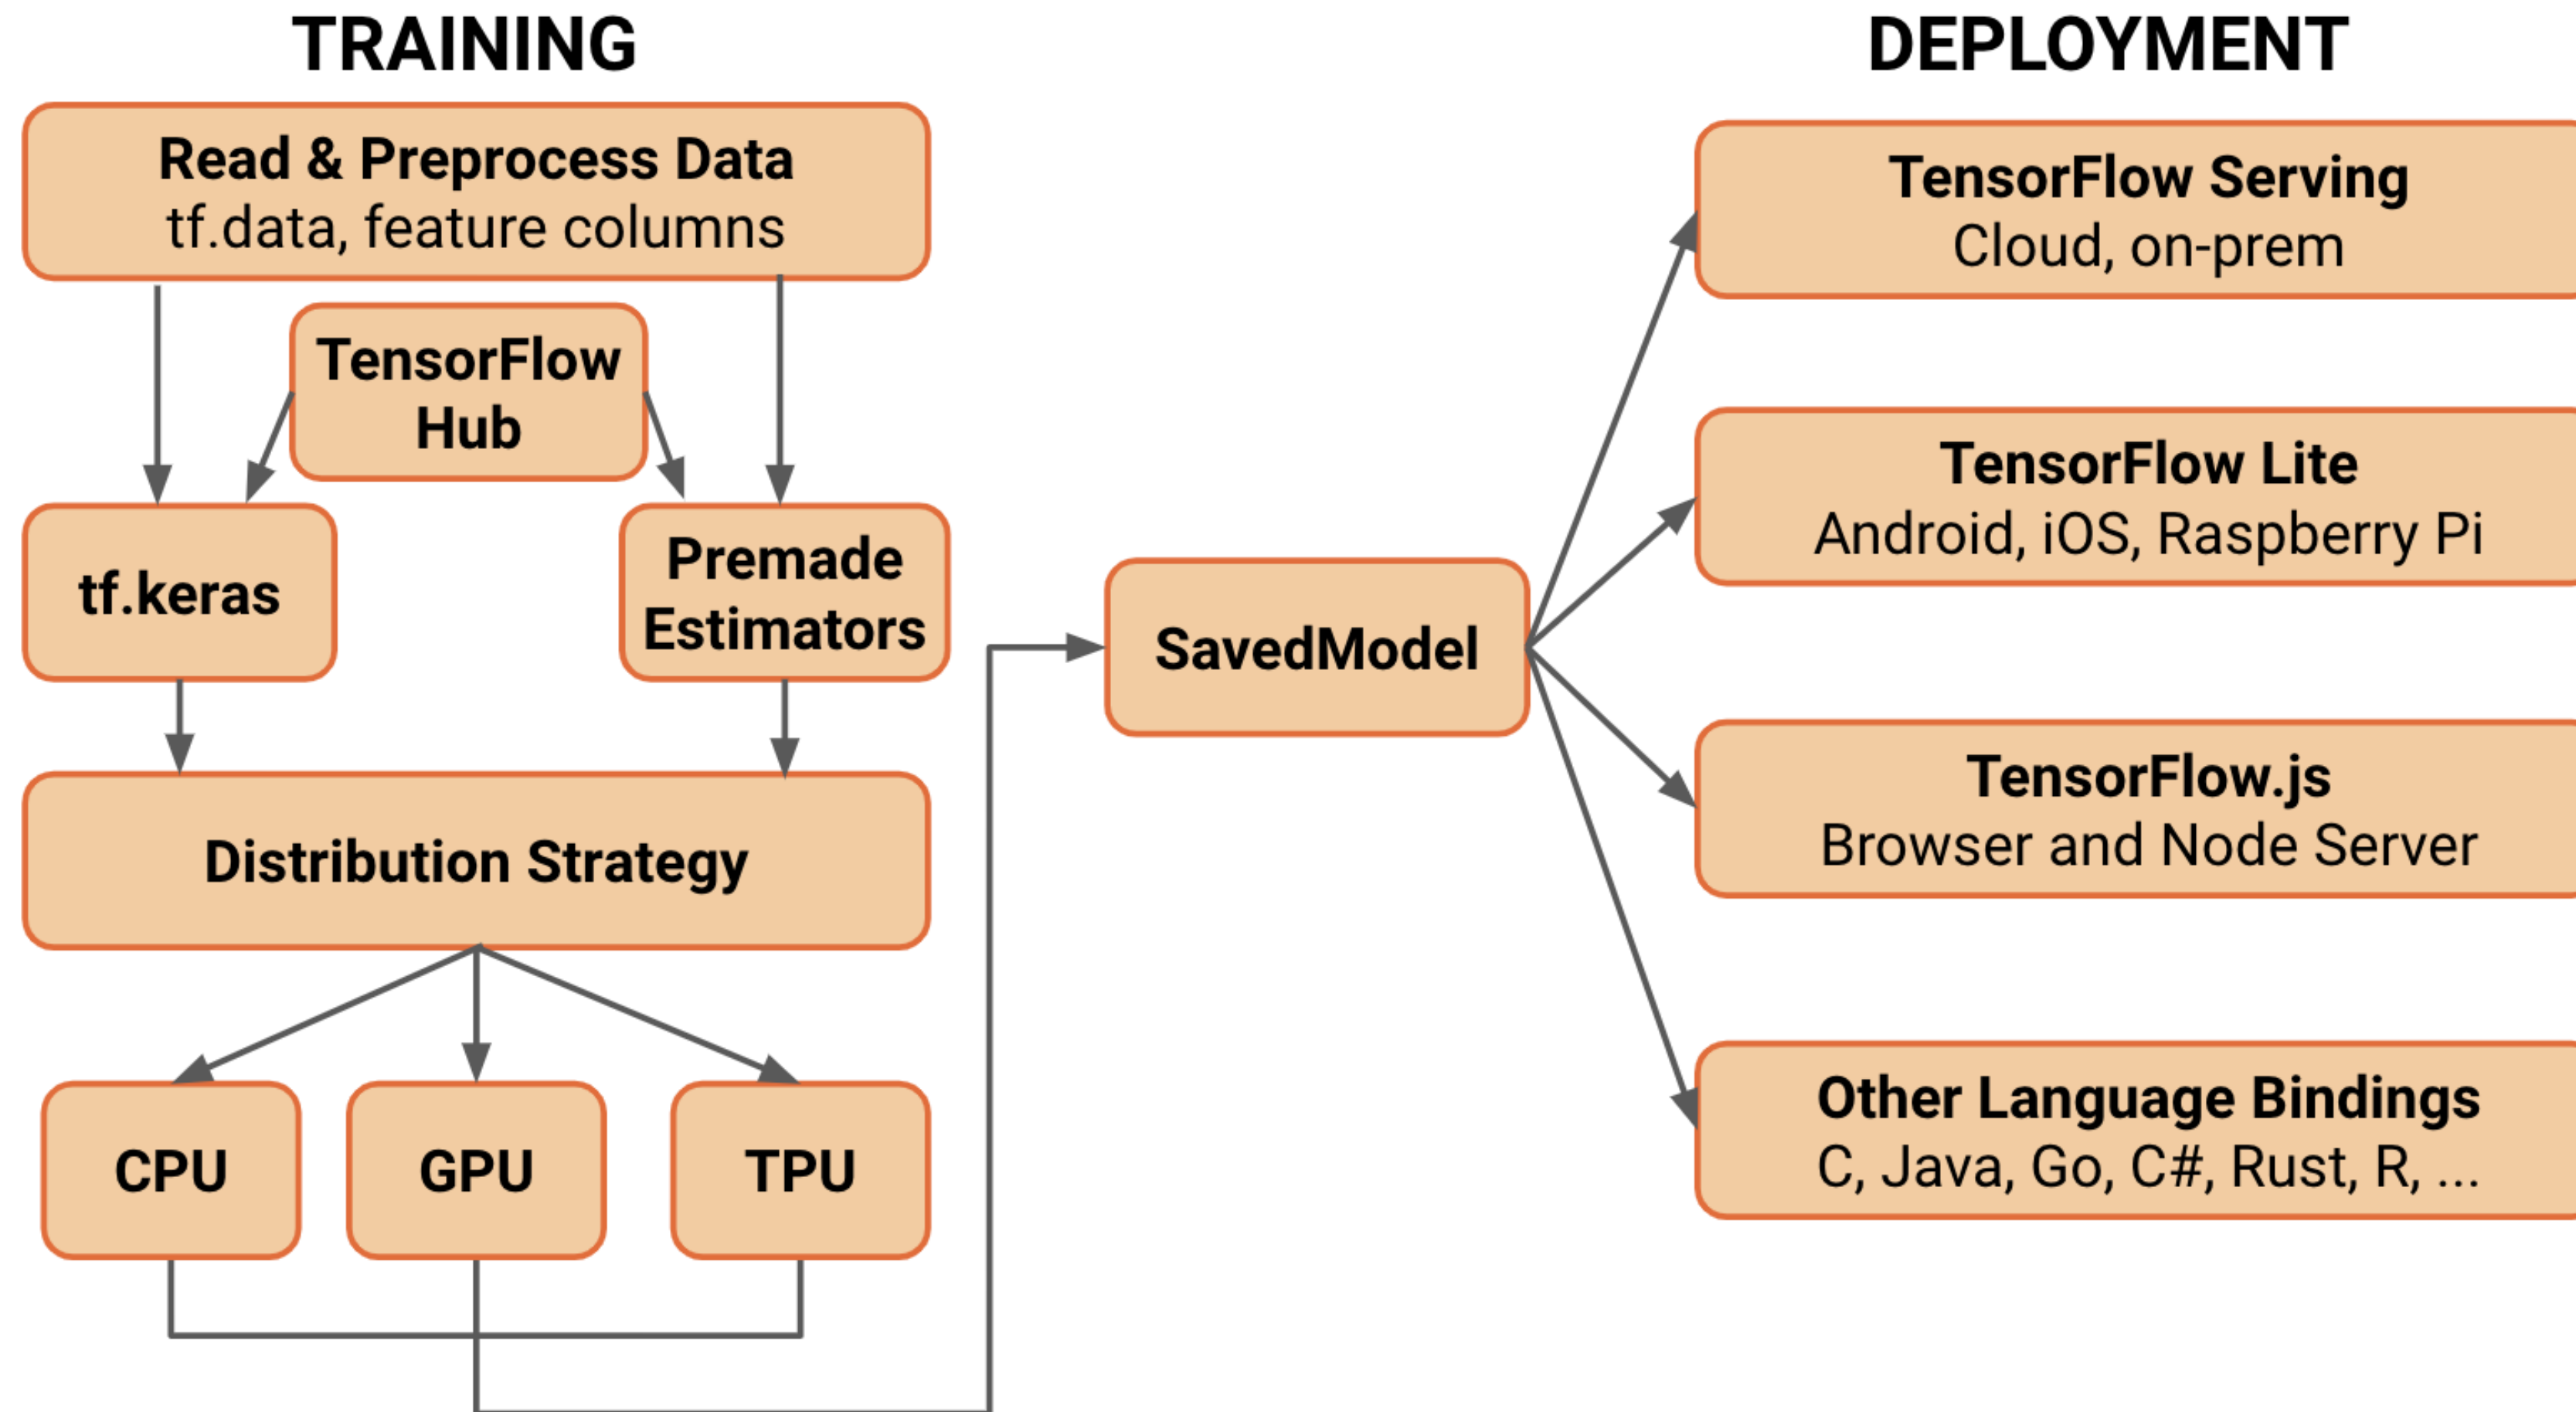 TRAINING
Read & Preprocess Data
tf.data, feature columns
TensorFlow
Hub
tf.keras
Premade
Estimators
Distribution Strategy
CPU
GPU
TPU
SavedModel
DEPLOYMENT
TensorFlow Serving
Cloud, on-prem
TensorFlow Lite
Android, iOS, Raspberry Pi
TensorFlow.js
Browser and Node Server
Other Language Bindings
C, Java, Go, C#, Rust, R, ...